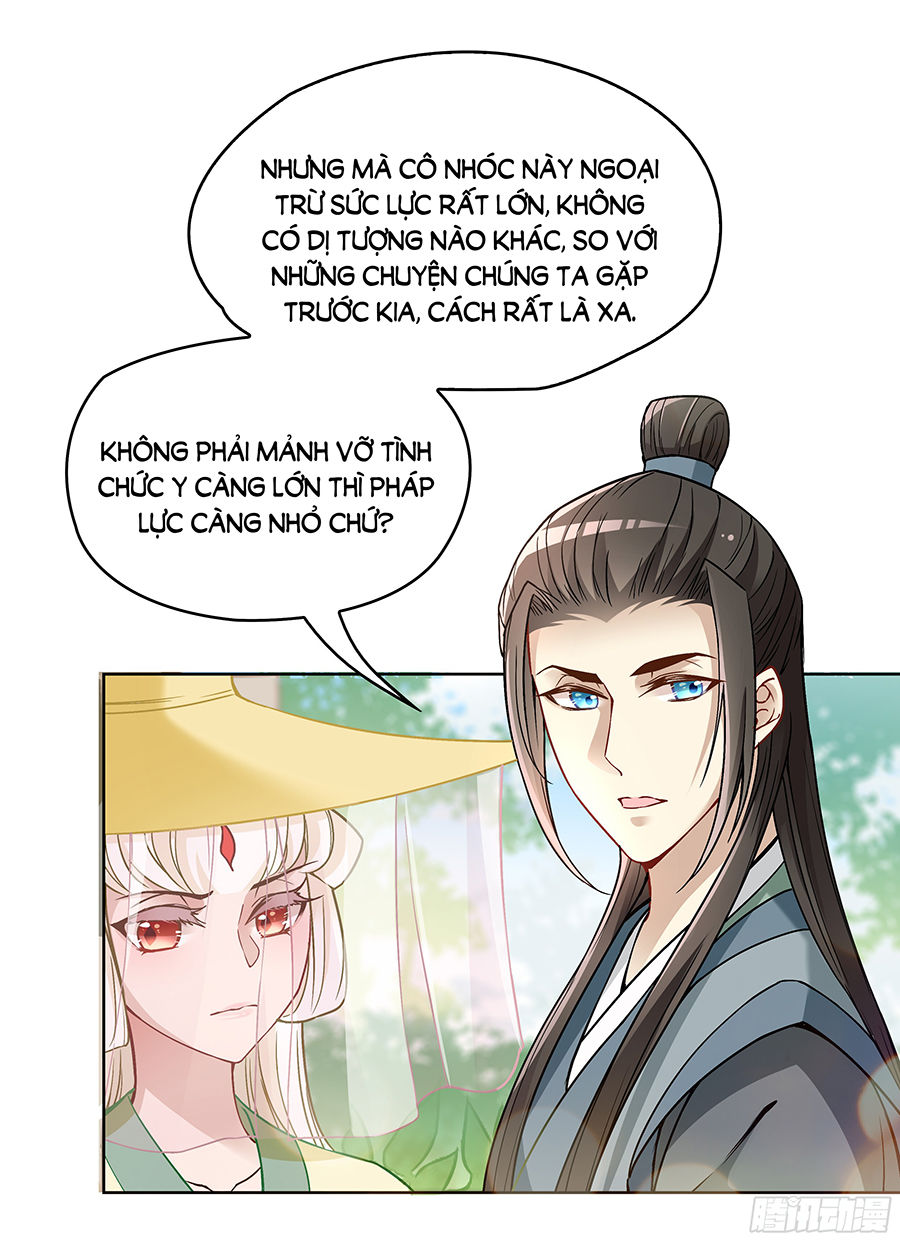 NHƯNG MÀ CÔ NHÓC NÀY NGOẠI
TRỪ SỨC LỰC RẤT LỚN, KHÔNG
CÓ DỊ TƯỢNG NÀO KHÁC, SO VỚI
NHỮNG CHUYỆN CHÚNG TA GẶP
TRƯỚC KIA, CÁCH RẤT LÀ XA.
KHÔNG PHẢI MẢNH VỠ TÌNH
CHỨC Y CÀNG LỚN THÌ PHÁP
LỰC CÀNG NHỎ CHỨ?
腾讯动漫